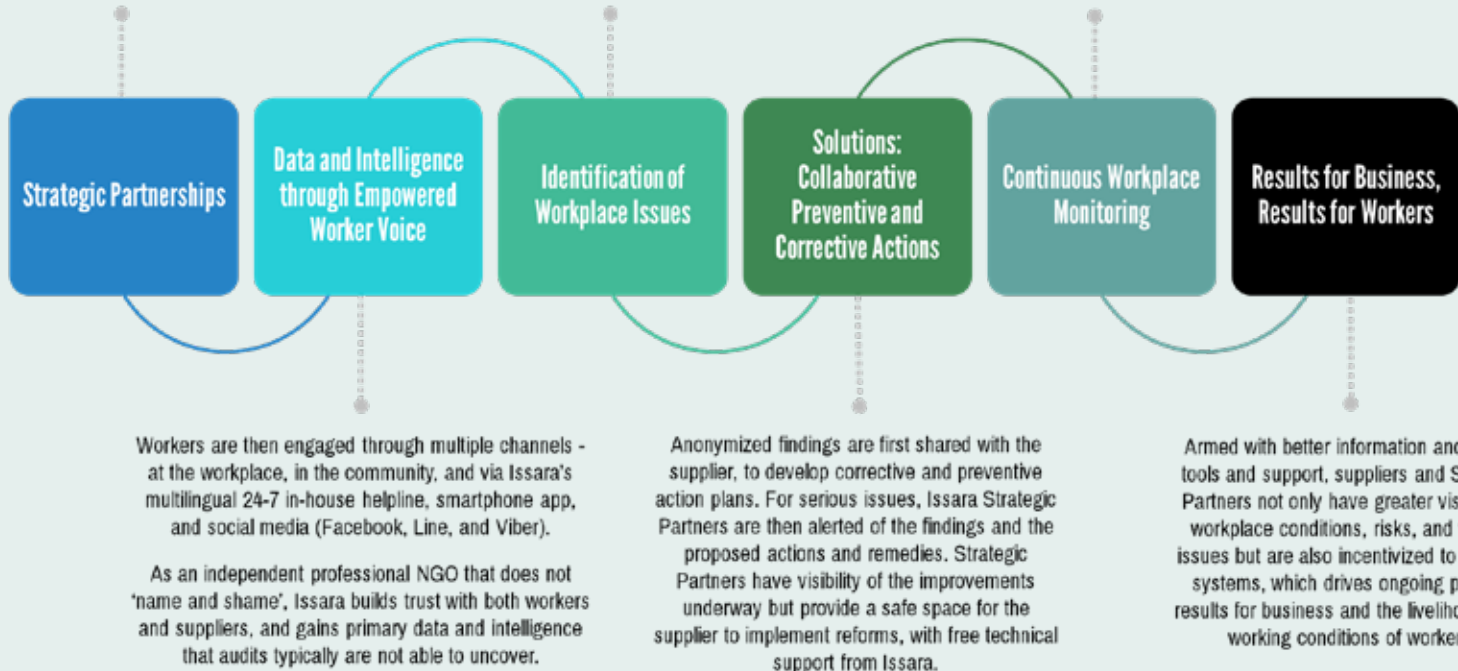 Strategic Partnerships
Data and Intelligence
through Empowered
Worker Voice
Identification of
Workplace Issues
Solutions:
Collaborative
Preventive and
Corrective Actions
Continuous Workplace
Monitoring
Results for Business,
Results for Workers
Workers are then engaged through multiple channels -
at the workplace, in the community, and via Issara's
multilingual 24-7 in-house helpline, smartphone app,
and social media (Facebook, Line, and Viber).
As an independent professional NGO that does not
'name and shame', Issara builds trust with both workers
and suppliers, and gains primary data and intelligence
that audits typically are not able to uncover.
Anonymized findings are first shared with the
supplier, to develop corrective and preventive
action plans. For serious issues, Issara Strategic
Partners are then alerted of the findings and the
proposed actions and remedies. Strategic
Partners have visibility of the improvements
underway but provide a safe space for the
supplier to implement reforms, with free technical
support from Issara.
Armed with better information and
tools and support, suppliers and S
Partners not only have greater vis
workplace conditions, risks, and
issues but are also incentivized to
systems, which drives ongoing p
results for business and the liveliho
working conditions of worker